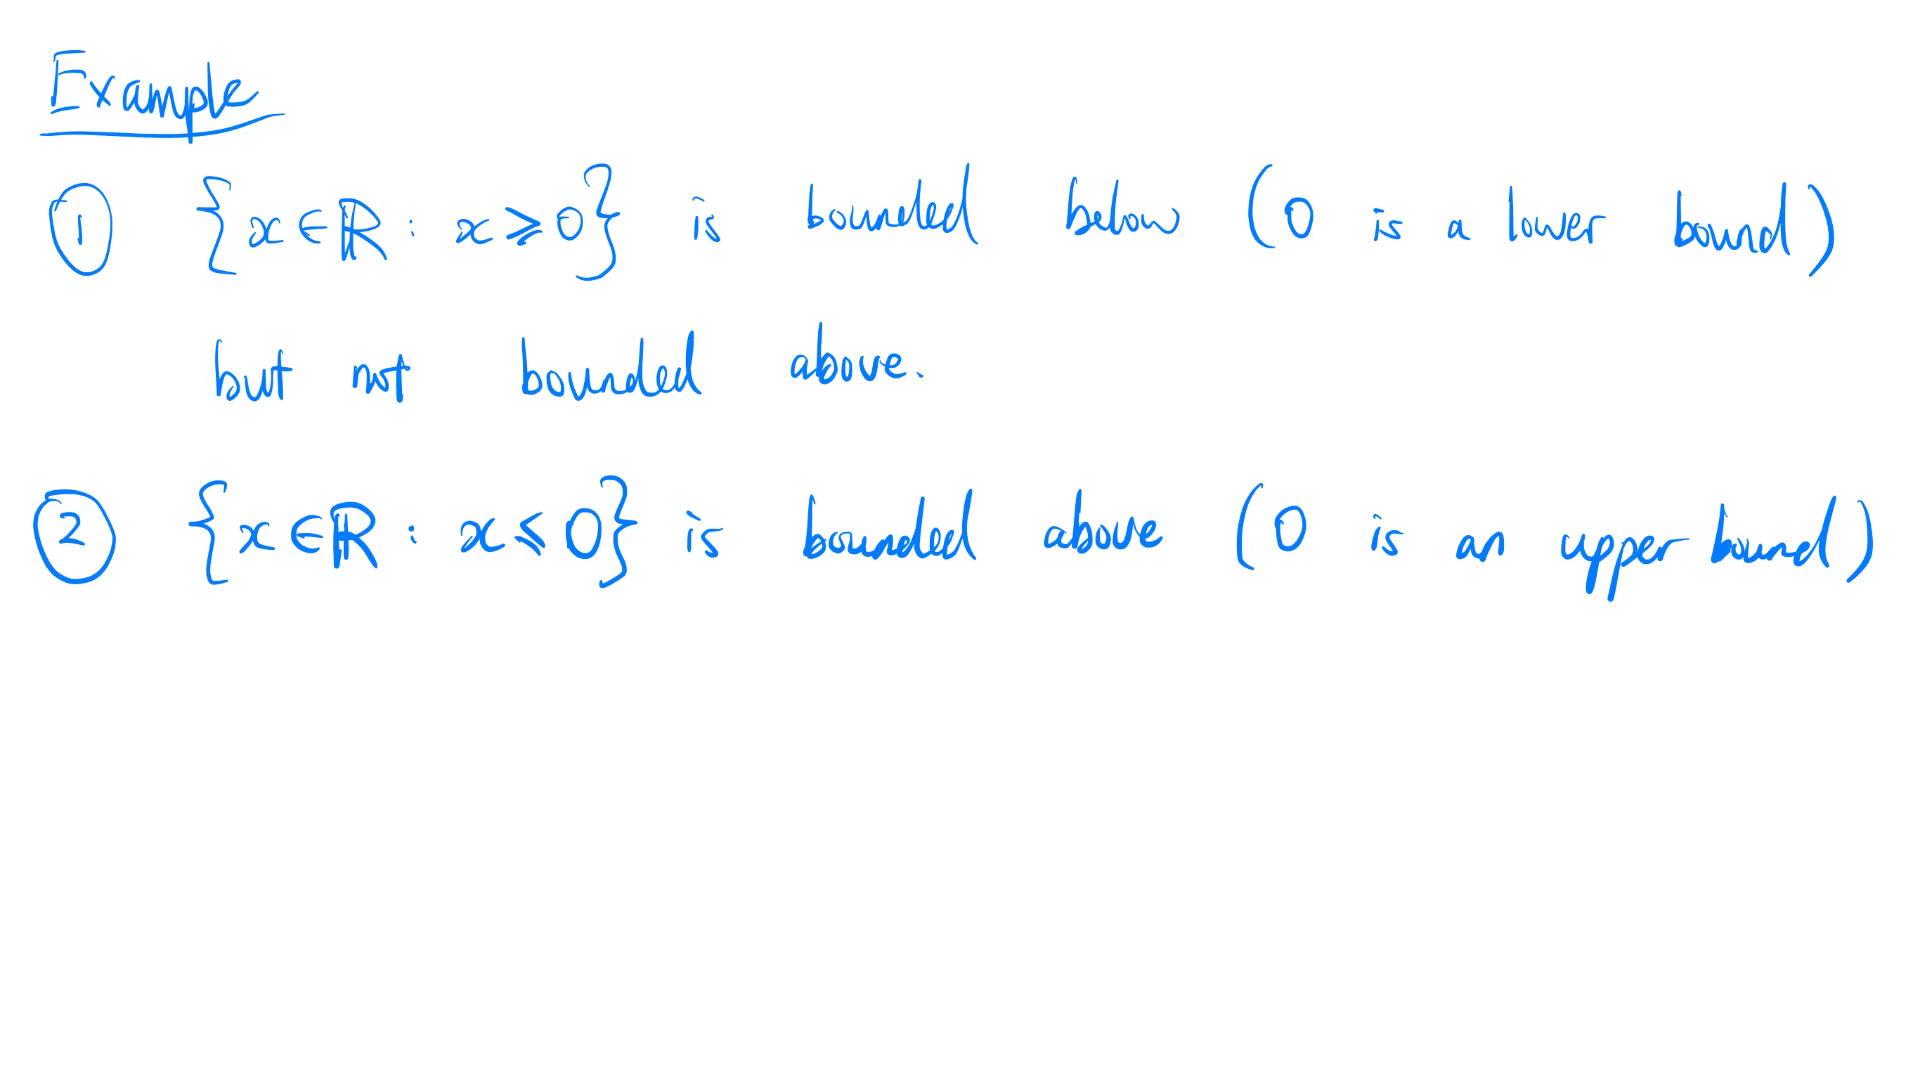 Example
① {x∈ℝ : x⩾0} is bounded below (0 is a lower bound)
but not bounded above.
② {x∈ℝ : x⩽0} is bounded above (0 is an upper bound)